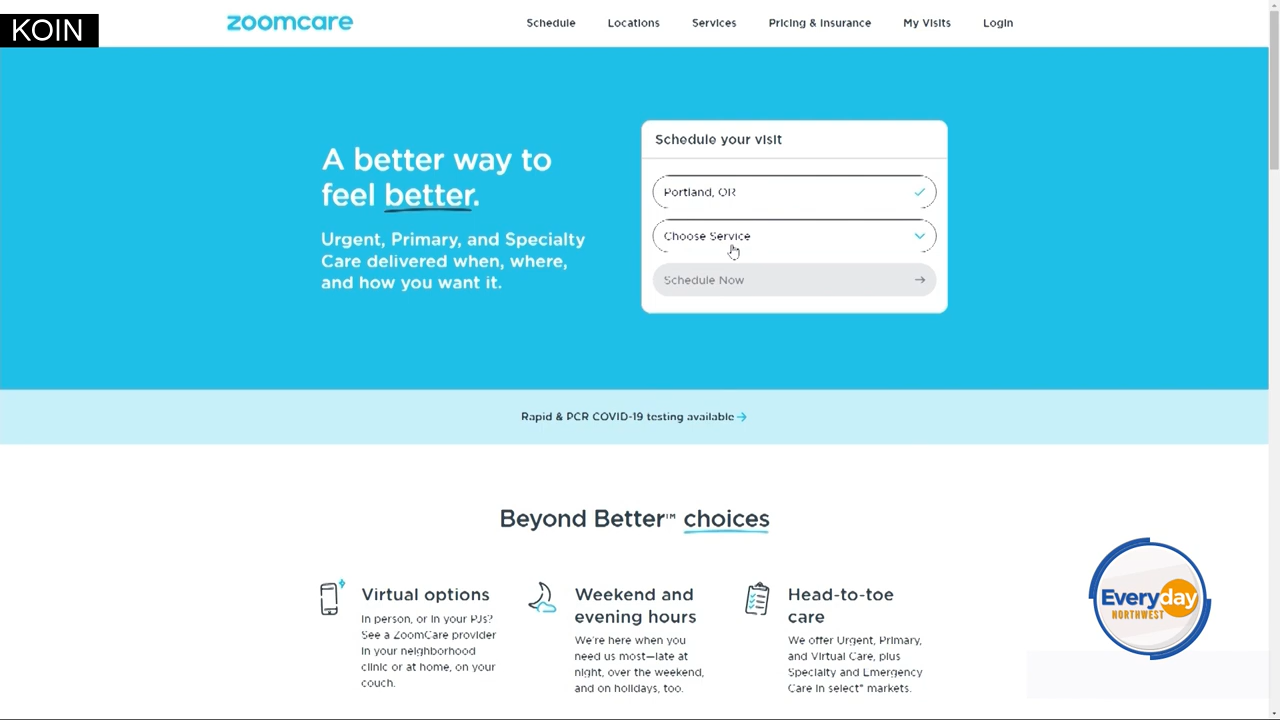 KOIN
zoomcare
Schedule Locations Services Pricing & Insurance My Visits Login
A better way to
feel better.
Urgent, Primary, and Specialty
Care delivered when, where,
and how you want it.
Schedule your visit
Portland, OR
Choose Service
Schedule Now
Rapid & PCR COVID-19 testing available
Beyond Better™ choices
Virtual options
In person, or in your PJs?
See a ZoomCare provider
in your neighborhood
clinic or at home, on your
couch.
Weekend and
evening hours
We're here when you
need us most—late at
night, over the weekend,
and on holidays, too.
Head-to-toe
care
We offer Urgent, Primary,
and Virtual Care, plus
Specialty and Emergency
Care in select* markets.
Everyday
NORTHWEST